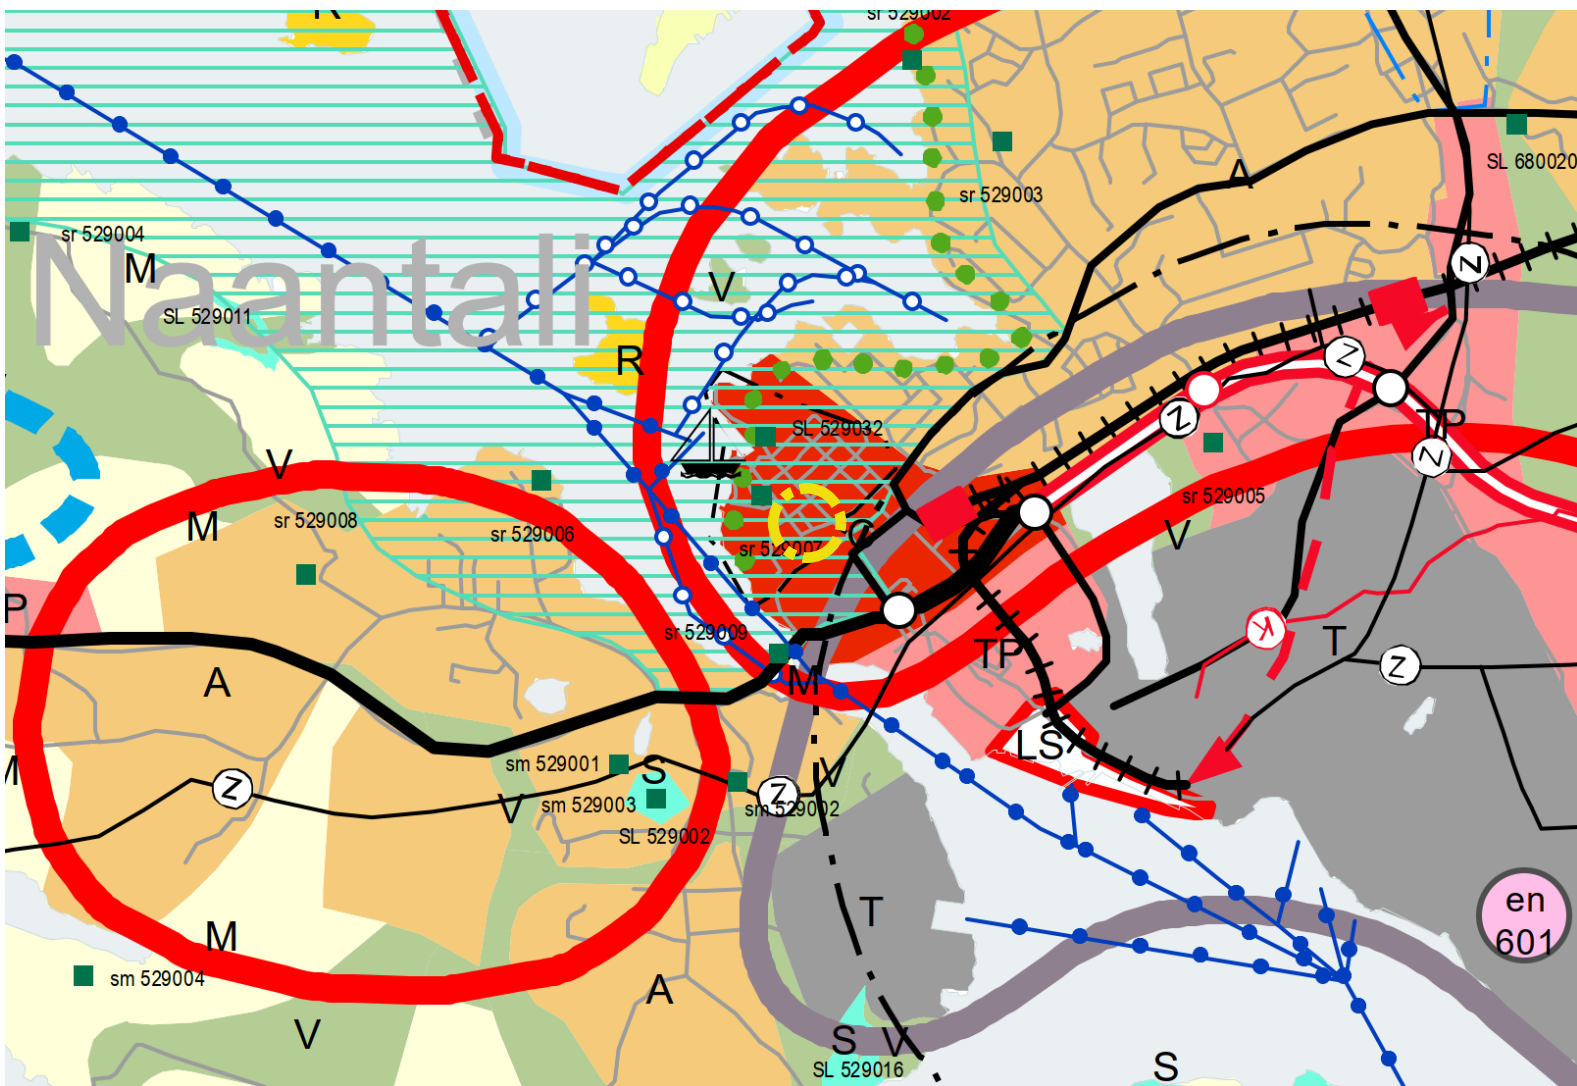 R
sr 529002
A
SL 680020
sr 529003
sr 529004
M
Naantali
Z
V
SL 529011
R
Z
Z
TP
SL 529032
V
Z
sr 529008
M
sr 529006
sr 529007
C
sr 529005
V
P
sr 529009
K
T
A
M
TP
Z
LS
M
sm 529001
S
V
Z
V
sm 529003
Z
sm 529002
SL 529002
T
en
601
M
sm 529004
A
V
S
V
SL 529016
S